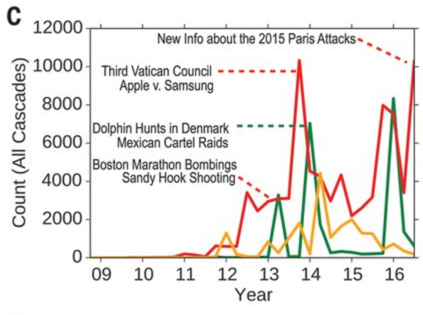 C
New Info about the 2015 Paris Attacks
Third Vatican Council
Apple v. Samsung
Dolphin Hunts in Denmark
Mexican Cartel Raids
Boston Marathon Bombings
Sandy Hook Shooting
Count (All Cascades)
12000
10000
8000
6000
4000
2000
0
09 10 11 12 13 14 15 16
Year